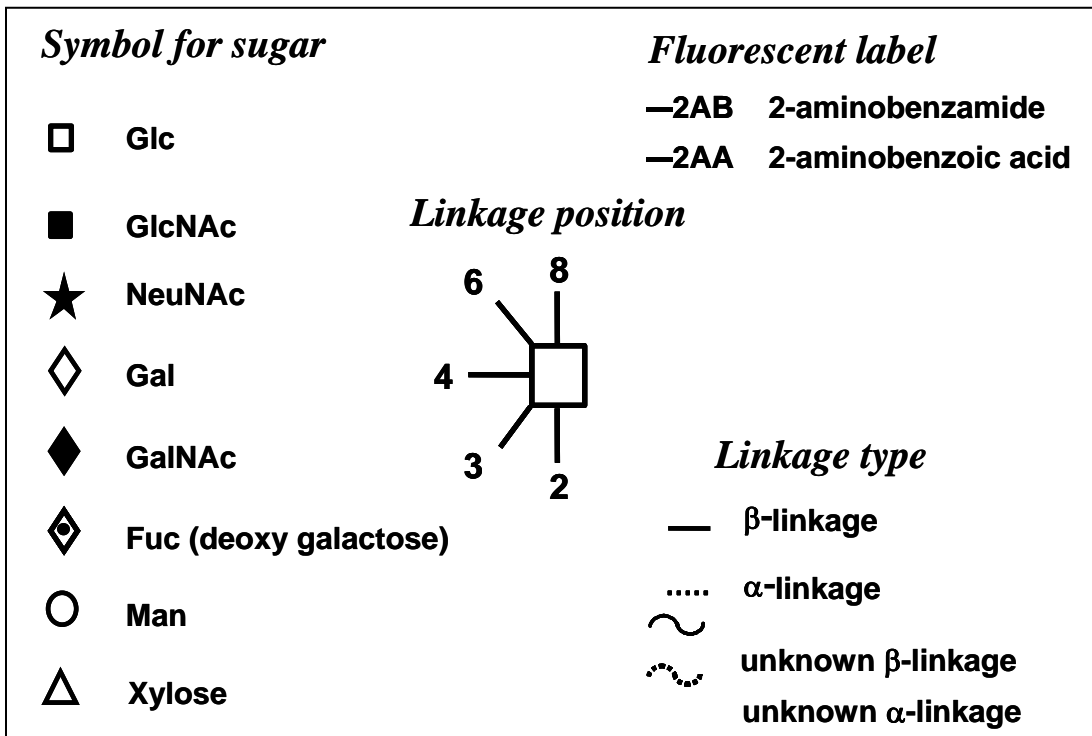 Symbol for sugar
Glc
GlcNAc
NeuNAc
Gal
GalNAc
Fuc (deoxy galactose)
Man
Xylose
Fluorescent label
—2AB 2-aminobenzamide
—2AA 2-aminobenzoic acid
Linkage position
8
6
4
3
2
Linkage type
β-linkage
α-linkage
unknown β-linkage
unknown α-linkage